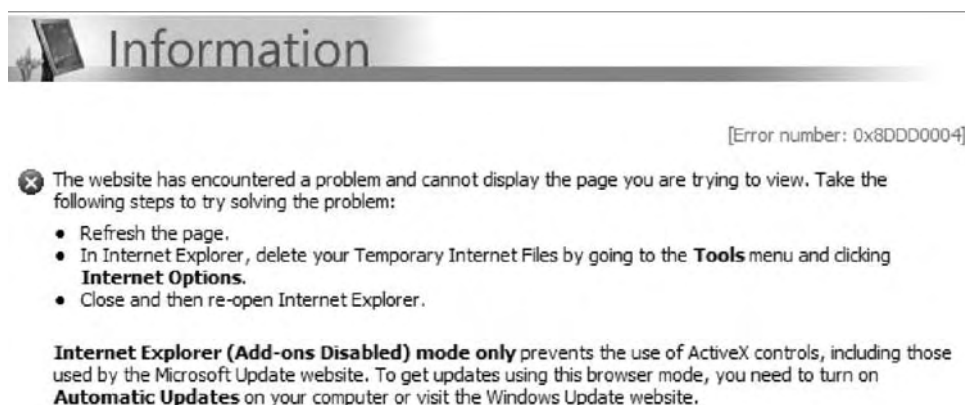 Information
[Error number: 0x8DDD0004]
The website has encountered a problem and cannot display the page you are trying to view. Take the
following steps to try solving the problem:
• Refresh the page.
• In Internet Explorer, delete your Temporary Internet Files by going to the Tools menu and clicking
Internet Options.
• Close and then re-open Internet Explorer.
Internet Explorer (Add-ons Disabled) mode only prevents the use of ActiveX controls, including those
used by the Microsoft Update website. To get updates using this browser mode, you need to turn on
Automatic Updates on your computer or visit the Windows Update website.